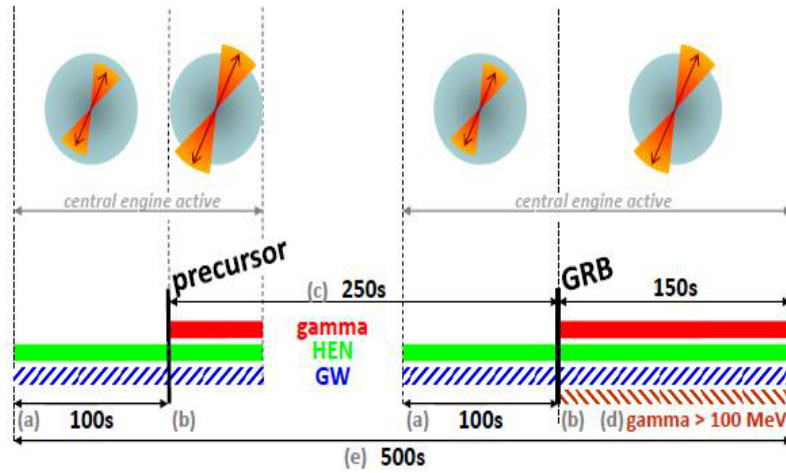 central engine active
central engine active
precursor
GRB
(c) 250s
150s
gamma
HEN
GW
(a) 100s (b)
(a) 100s (b) (d) gamma > 100 MeV
(e) 500s